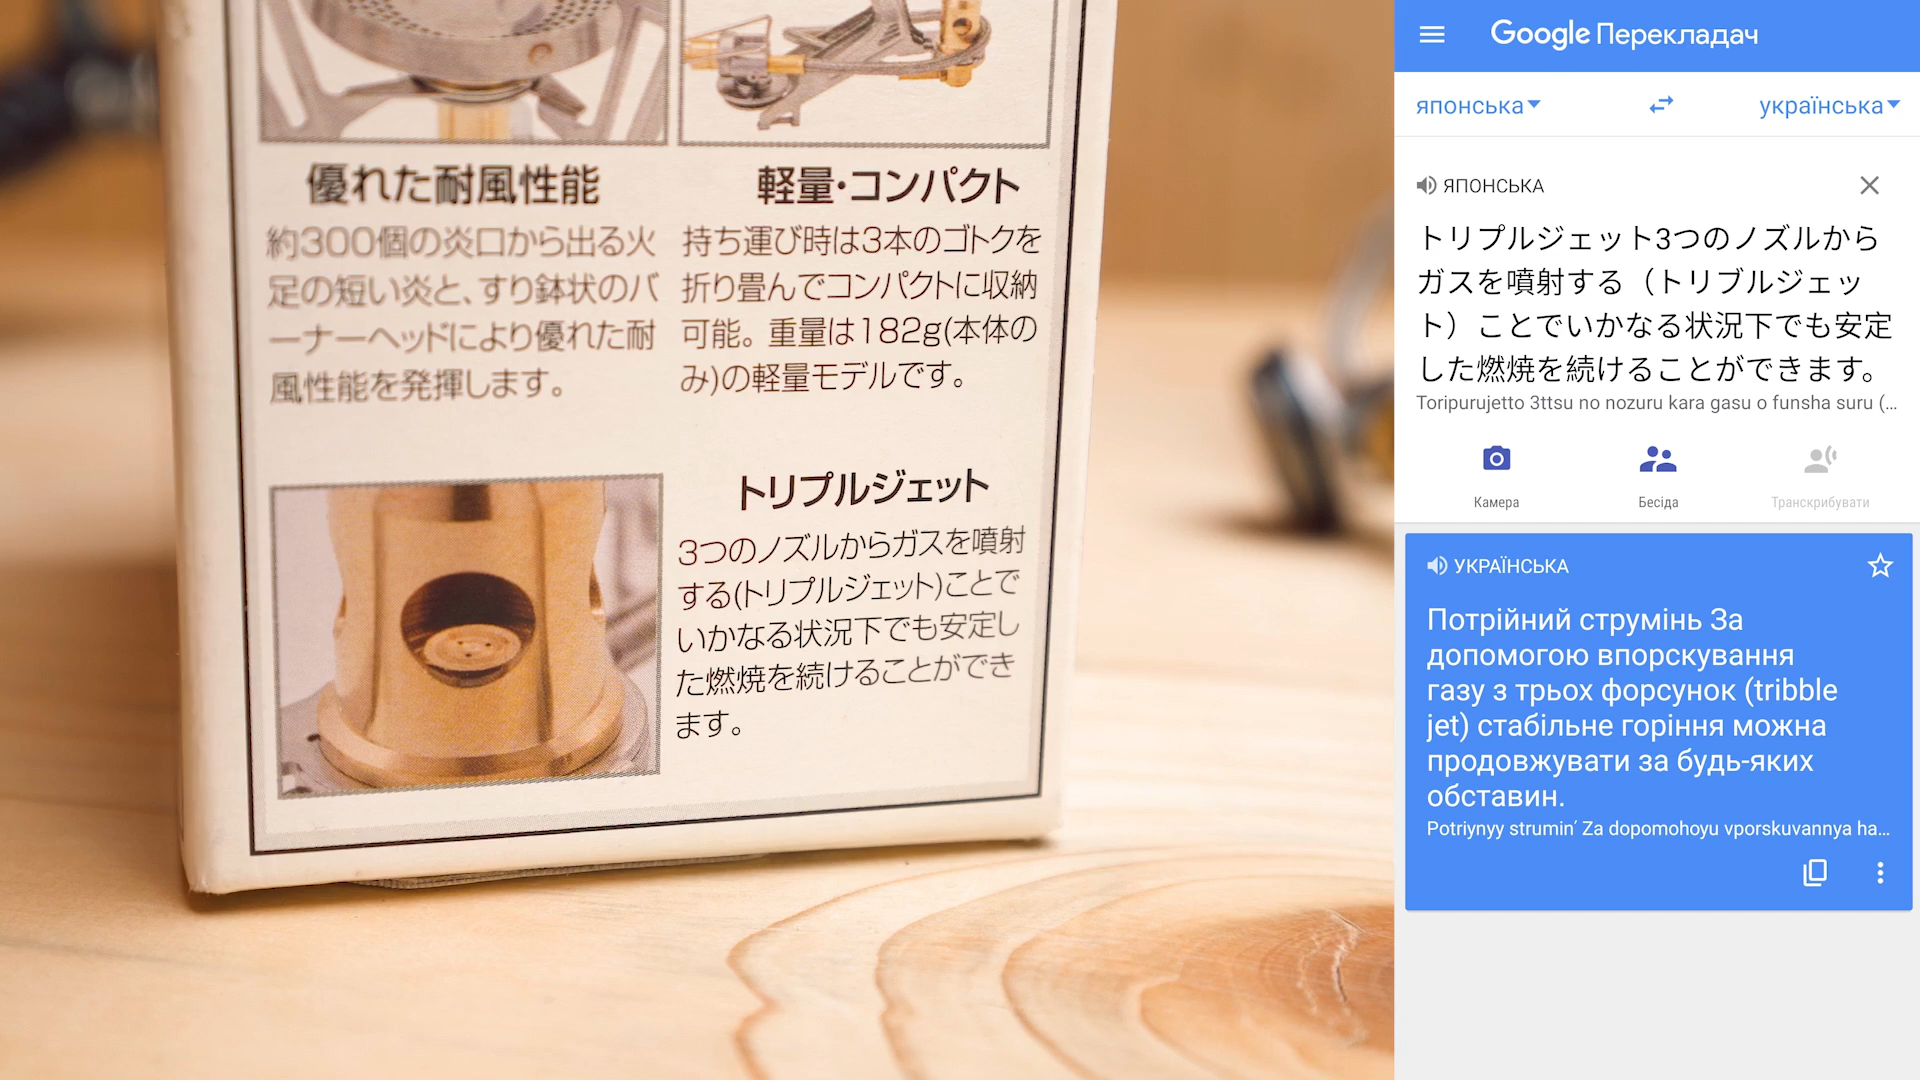 優れた耐風性能
約300個の炎口から出る火
足の短い炎と、すり鉢状のバ
ーナーヘッドにより優れた耐
風性能を発揮します。
軽量・コンパクト
持ち運び時は3本のゴトクを
折り畳んでコンパクトに収納
可能。重量は182g(本体の
み)の軽量モデルです。
トリプルジェット
3つのノズルからガスを噴射
する(トリプルジェット)ことで
いかなる状況下でも安定し
た燃焼を続けることができ
ます。
Google Перекладач
японська
українська
ЯПОНСЬКА
トリプルジェット3つのノズルから
ガスを噴射する（トリブルジェッ
ト）ことでいかなる状況下でも安定
した燃焼を続けることができます。
Toripurujetto 3ttsu no nozuru kara gasu o funsha suru (...
Камера
Бесіда
Транскрибувати
УКРАЇНСЬКА
Потрійний струмінь За
допомогою впорскування
газу з трьох форсунок (tribble
jet) стабільне горіння можна
продовжувати за будь-яких
обставин.
Potriynyy strumin′ Za dopomohoyu vporskuvannya ha...